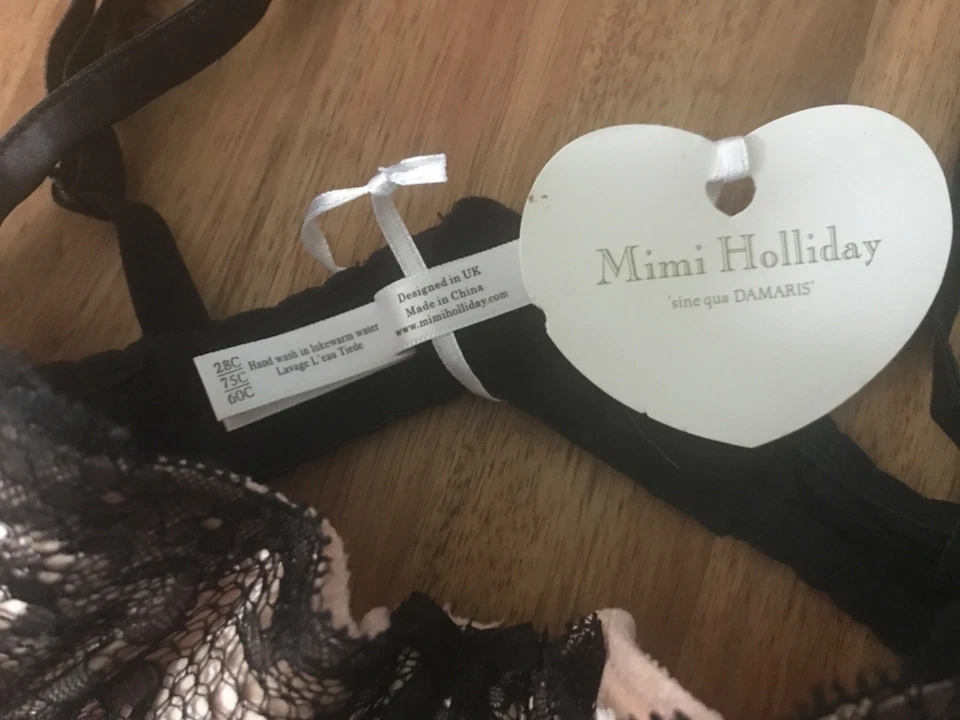 Mimi Holliday
'sine qua DAMARIS'
Designed in UK
Made in China
www.mimiholliday.com
28C
75C
60C
Hand wash in lukewarm water
Lavage L'eau Tiede